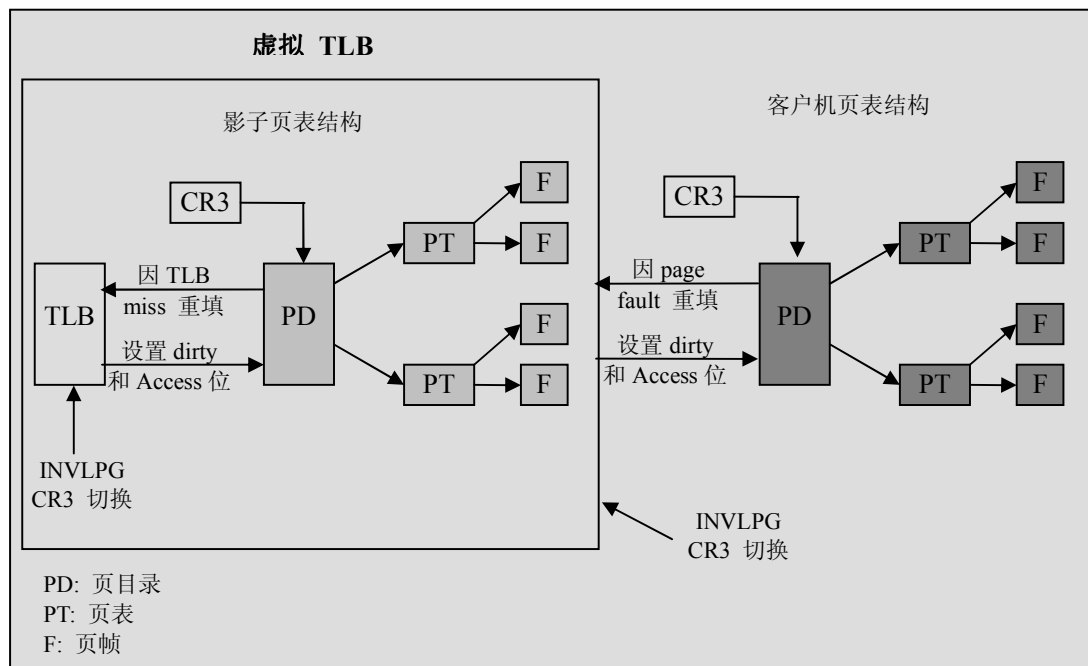 虚拟 TLB
影子页表结构
客户机页表结构
CR3
F
PT
F
因 TLB
miss 重填
TLB
PD
设置 dirty
和 Access 位
F
PT
F
CR3
F
PT
F
因 page
fault 重填
PD
设置 dirty
和 Access 位
F
PT
F
INVLPG
CR3 切换
INVLPG
CR3 切换
PD: 页目录
PT: 页表
F: 页帧